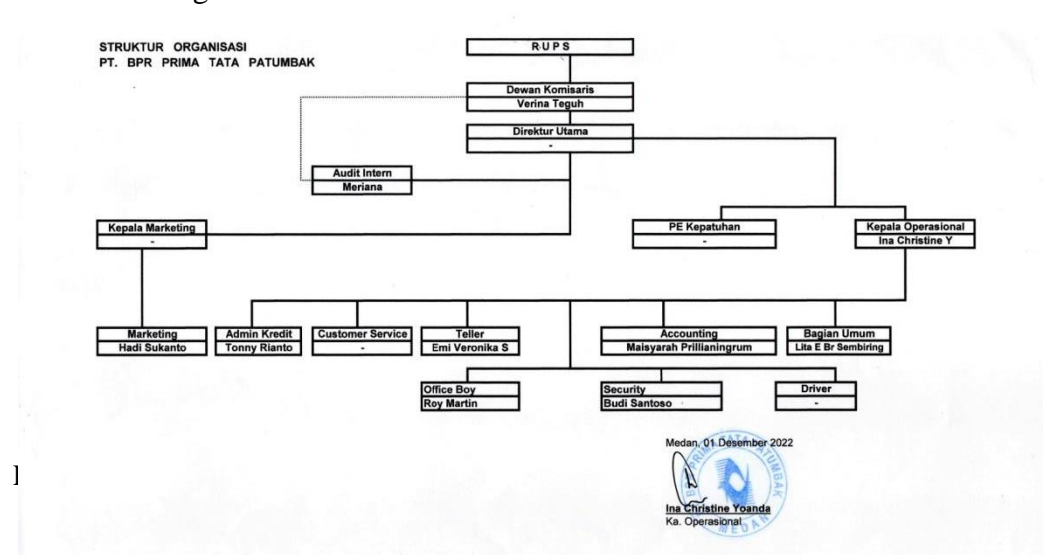 STRUKTUR ORGANISASI
PT. BPR PRIMA TATA PATUMBAK
R U P S
Dewan Komisaris
Verina Teguh
Direktur Utama
-
Audit Intern
Meriana
Kepala Marketing
-
PE Kepatuhan
-
Kepala Operasional
Ina Christine Y
Marketing
Hadi Sukanto
Admin Kredit
Tonny Rianto
Customer Service
-
Teller
Emi Veronika S
Accounting
Maisyarah Prillianingrum
Bagian Umum
Lita E Br Sembiring
Office Boy
Roy Martin
Security
Budi Santoso
Driver
-
Medan, 01 Desember 2022
BPR PRIMA TATA PATUMBAK
MEDAN
Ina Christine Yoanda
Ka. Operasional